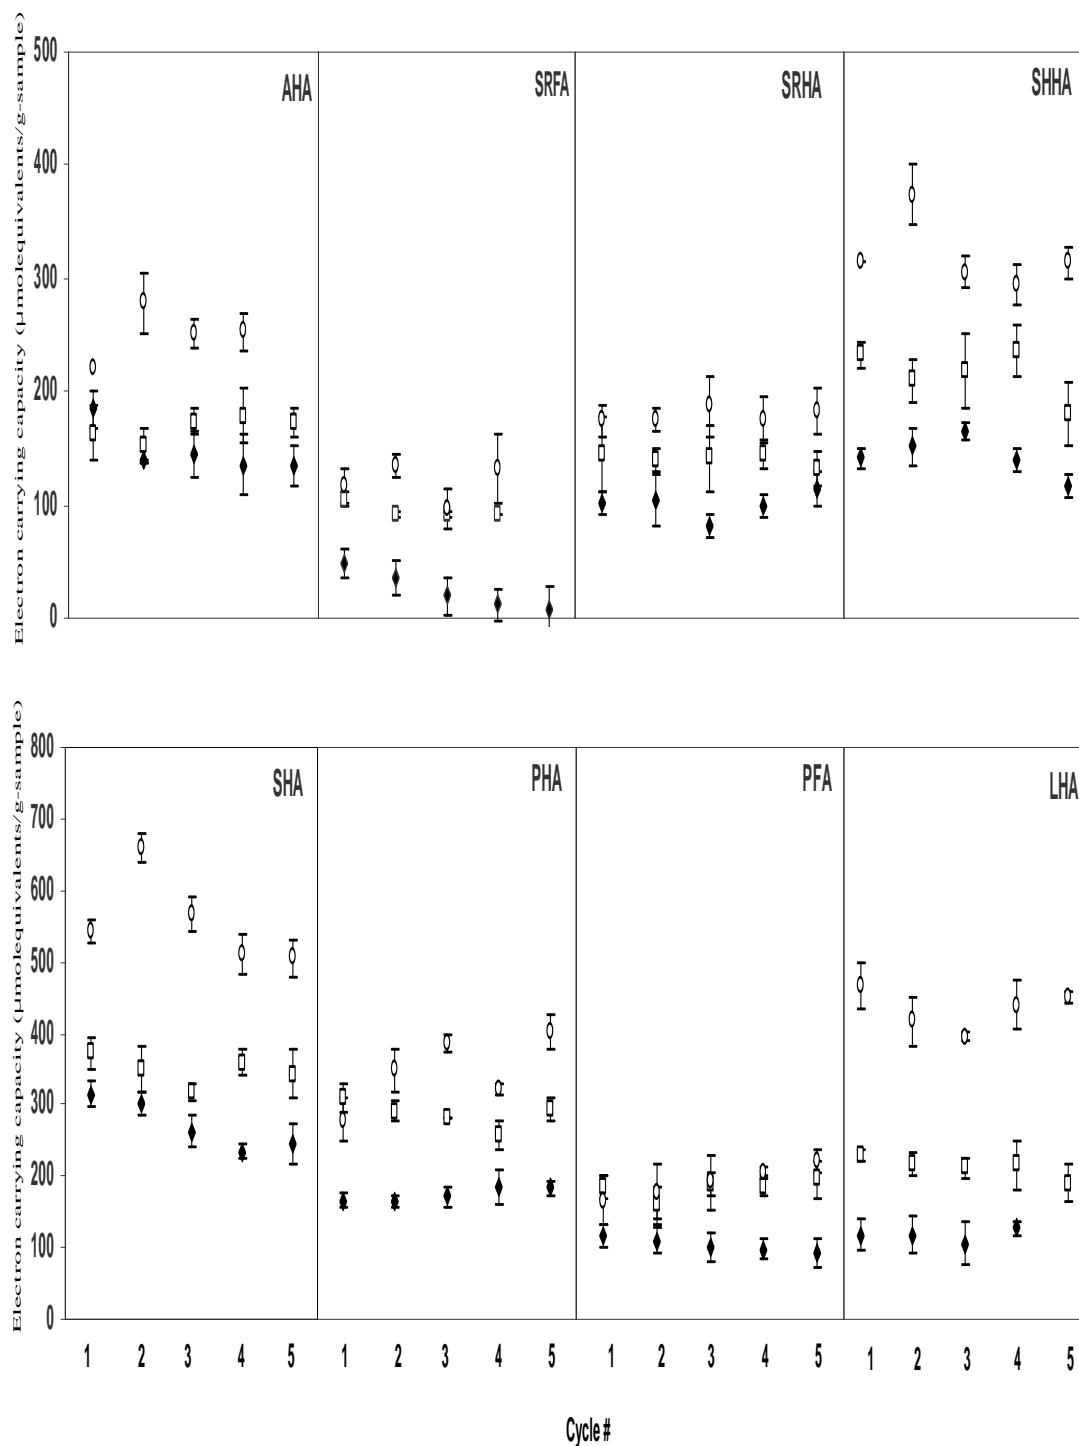 Electron carrying capacity (μmolequivalents/g-sample)
500
400
300
200
100
0
AHA
SRFA
SRHA
SHHA
Electron carrying capacity (μmolequivalents/g-sample)
800
700
600
500
400
300
200
100
0
SHA
PHA
PFA
LHA
1 2 3 4 5 1 2 3 4 5 1 2 3 4 5 1 2 3 4 5
Cycle #